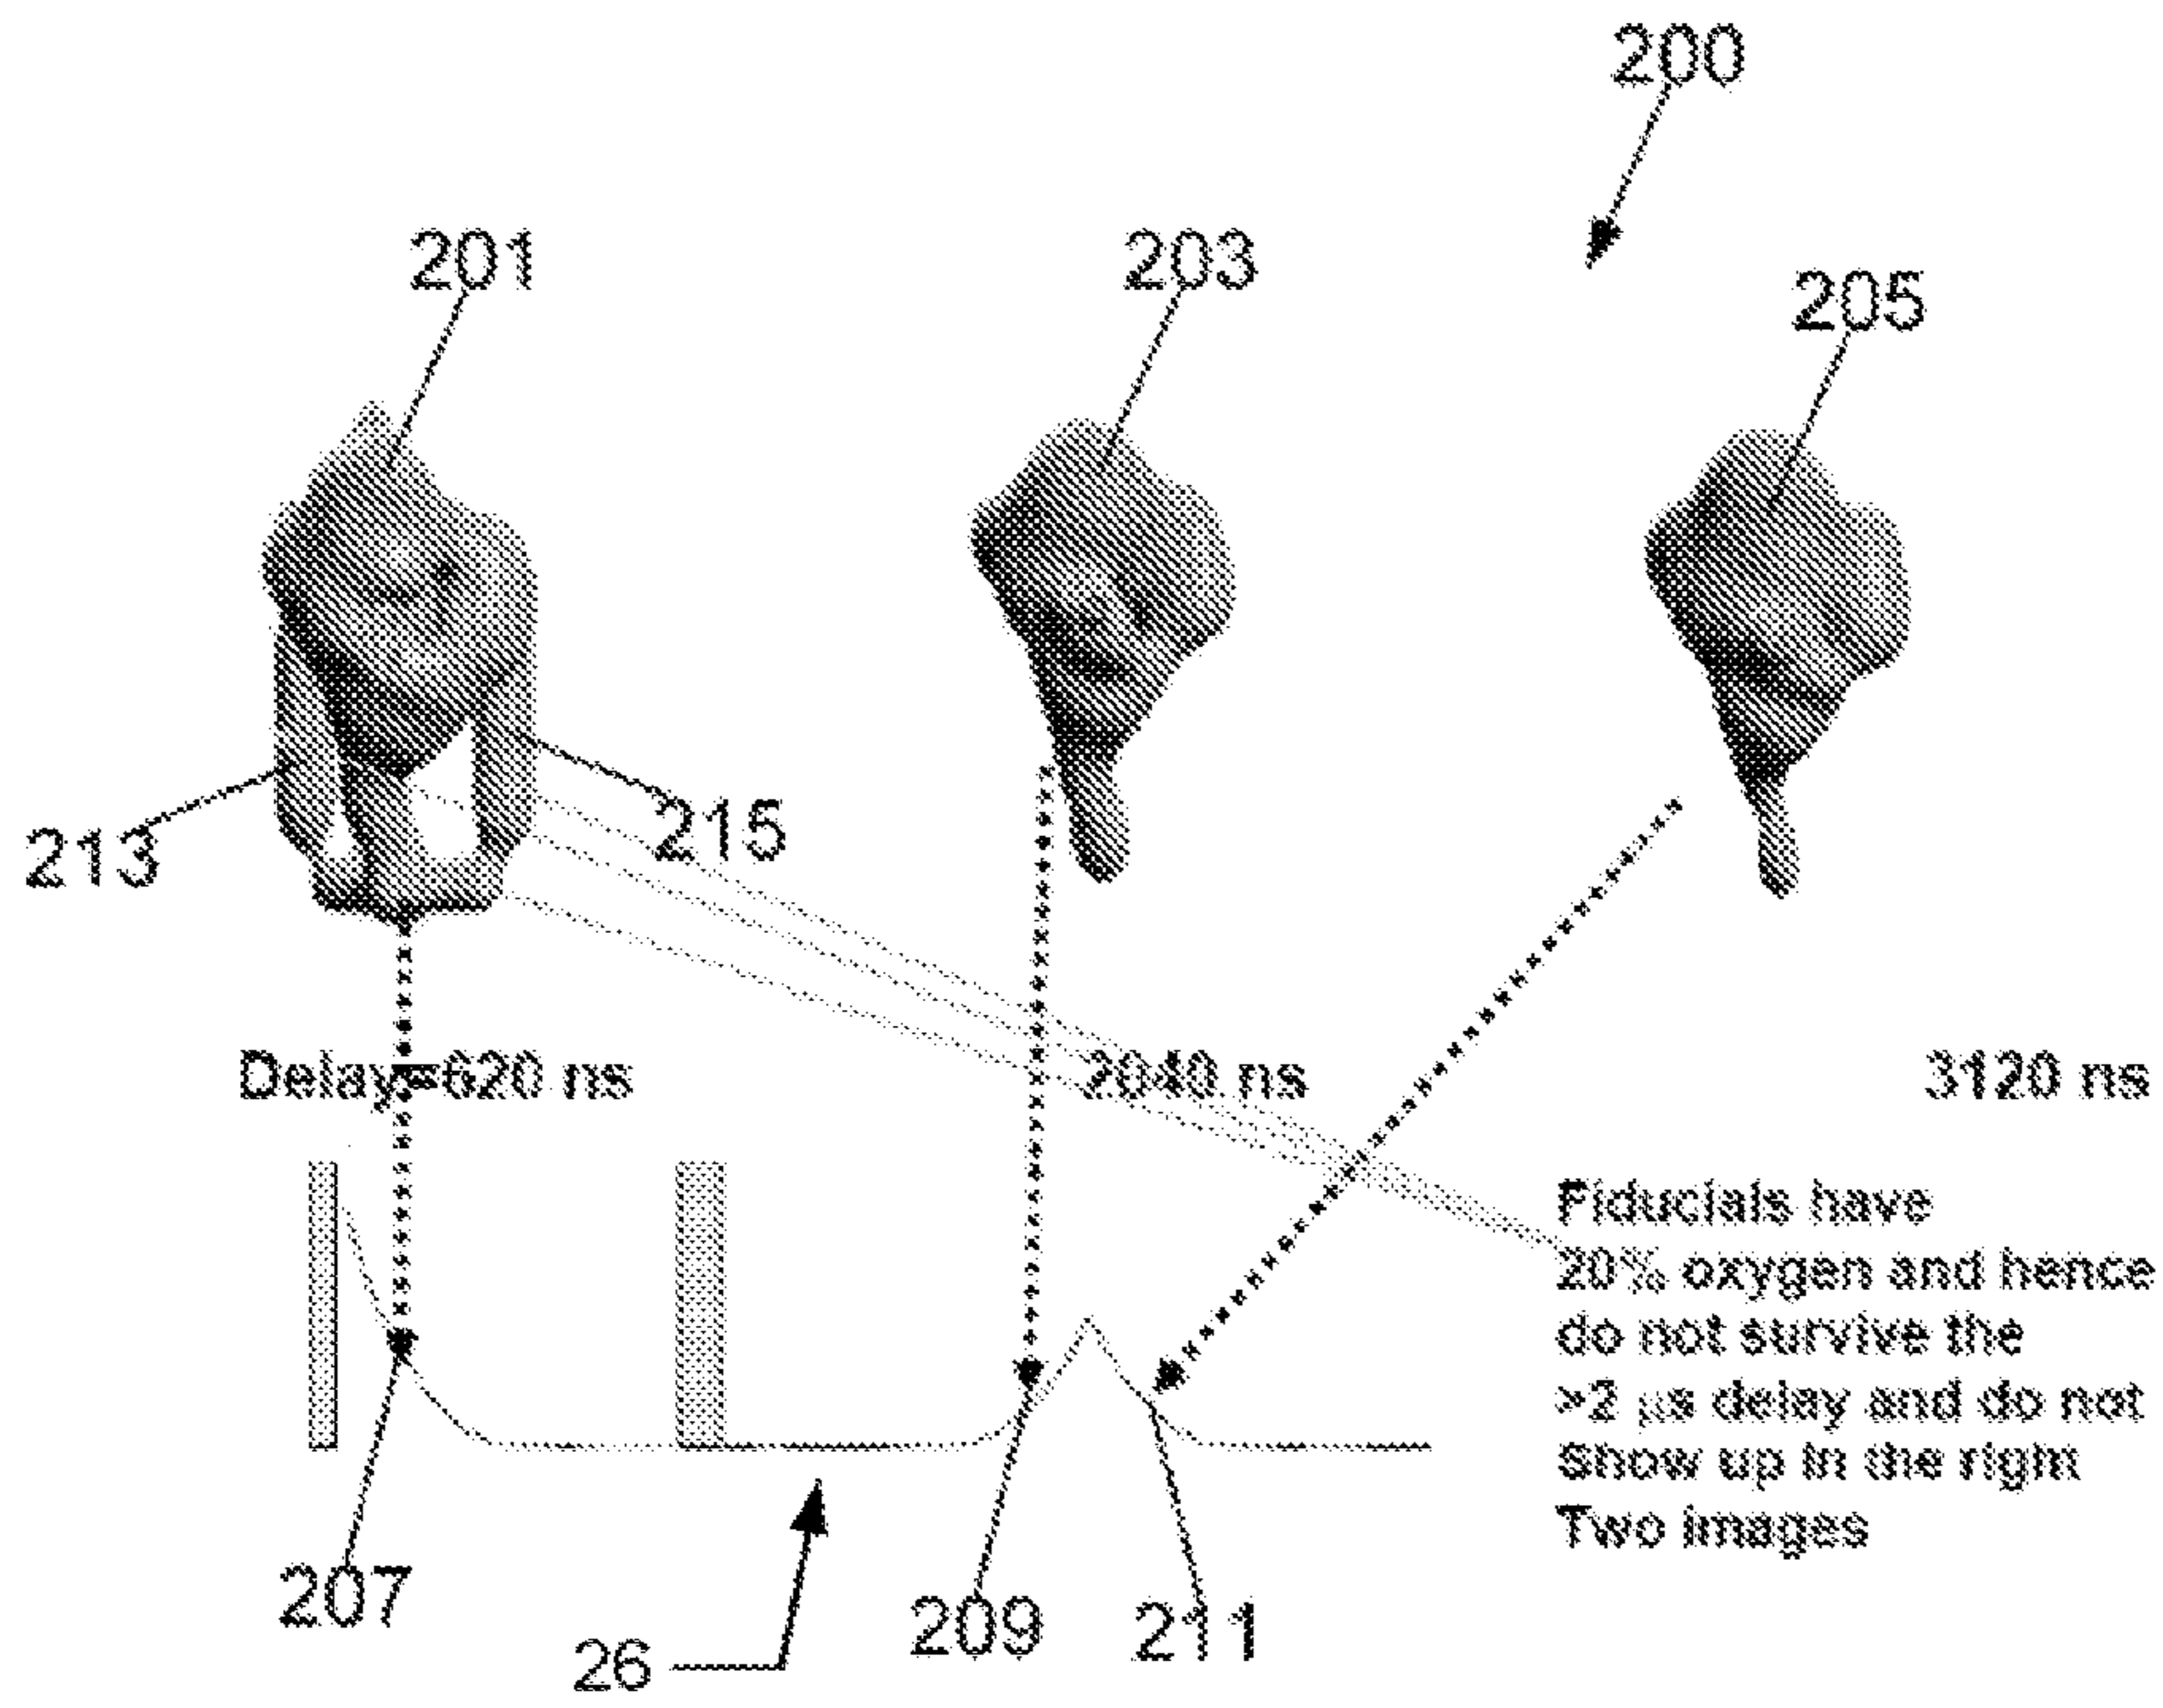 200
201
203
205
213
215
Delay=620 ns
2040 ns
3120 ns
Fiducials have
20% oxygen and hence
do not survive the
>2 µs delay and do not
Show up in the right
Two images
207
209
211
26